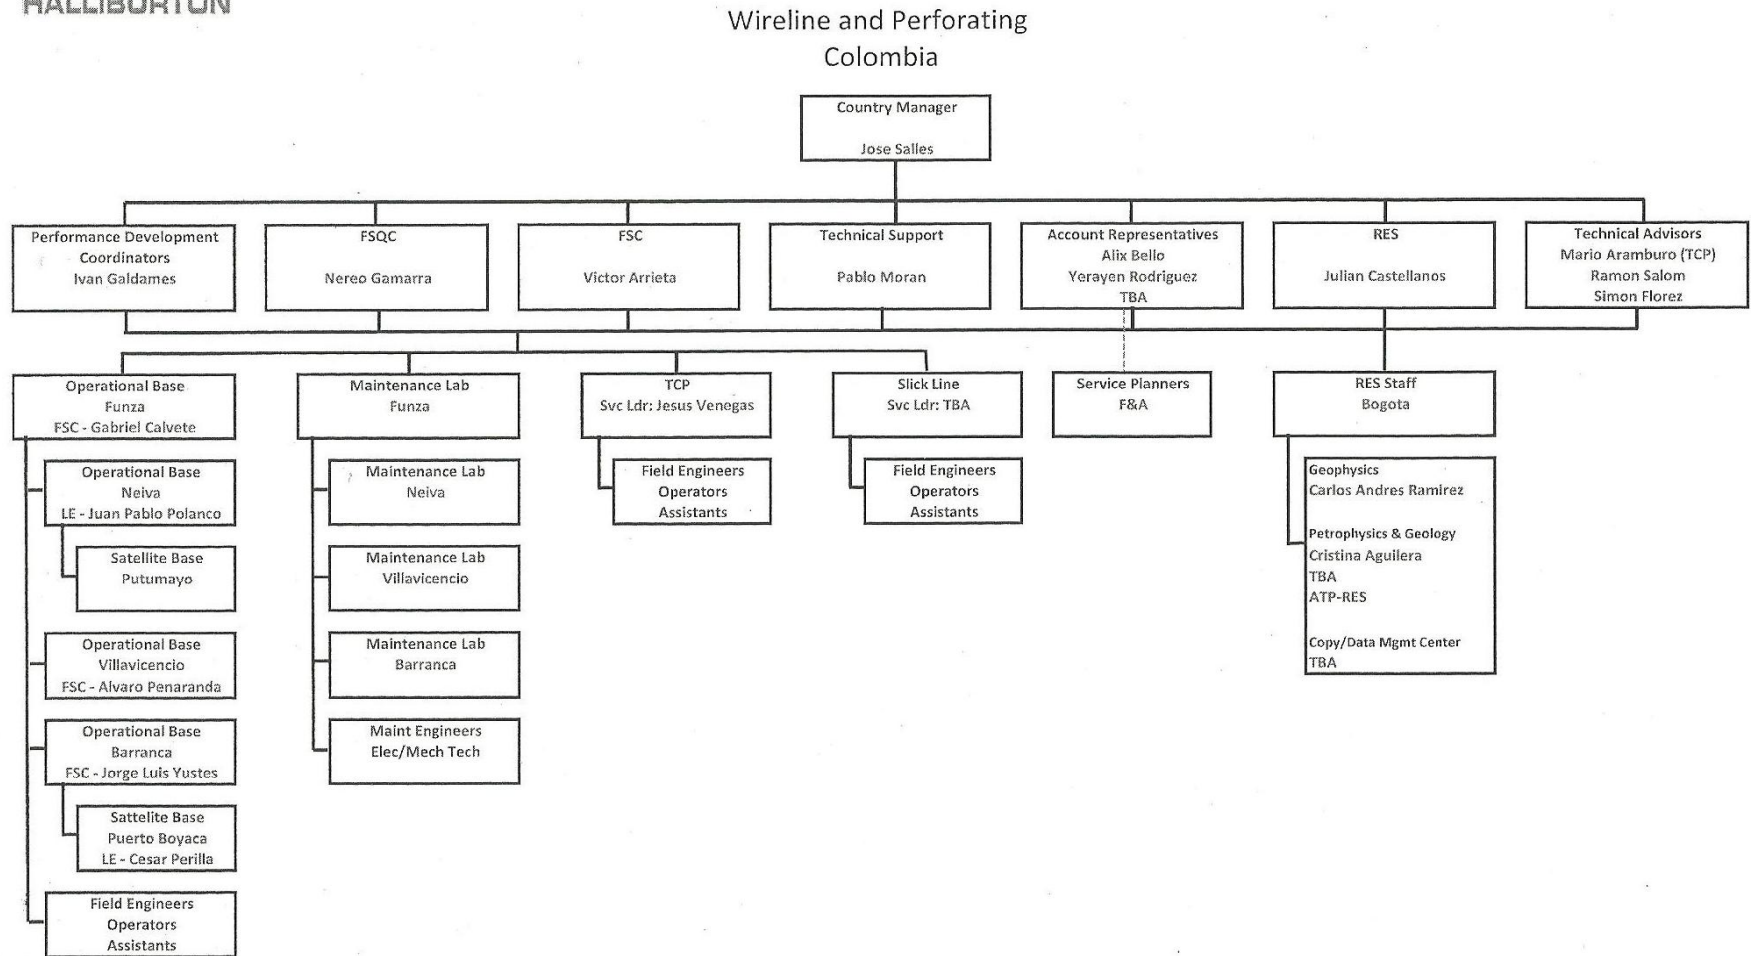 HALLIBURTON
Wireline and Perforating
Colombia
Country Manager
Jose Salles
Performance Development
Coordinators
Ivan Galdames
FSQC
Nereo Gamarra
FSC
Victor Arrieta
Technical Support
Pablo Moran
Account Representatives
Alix Bello
Yerayen Rodriguez
TBA
RES
Julian Castellanos
Technical Advisors
Mario Aramburo (TCP)
Ramon Salom
Simon Florez
Operational Base
Funza
FSC - Gabriel Calvete
Operational Base
Neiva
LE - Juan Pablo Polanco
Satellite Base
Putumayo
Operational Base
Villavicencio
FSC - Alvaro Penaranda
Operational Base
Barranca
FSC - Jorge Luis Yustes
Sattelite Base
Puerto Boyaca
LE - Cesar Perilla
Field Engineers
Operators
Assistants
Maintenance Lab
Funza
Maintenance Lab
Neiva
Maintenance Lab
Villavicencio
Maintenance Lab
Barranca
Maint Engineers
Elec/Mech Tech
TCP
Svc Ldr: Jesus Venegas
Field Engineers
Operators
Assistants
Slick Line
Svc Ldr: TBA
Field Engineers
Operators
Assistants
Service Planners
F&A
RES Staff
Bogota
Geophysics
Carlos Andres Ramirez
Petrophysics & Geology
Cristina Aguilera
TBA
ATP-RES
Copy/Data Mgmt Center
TBA